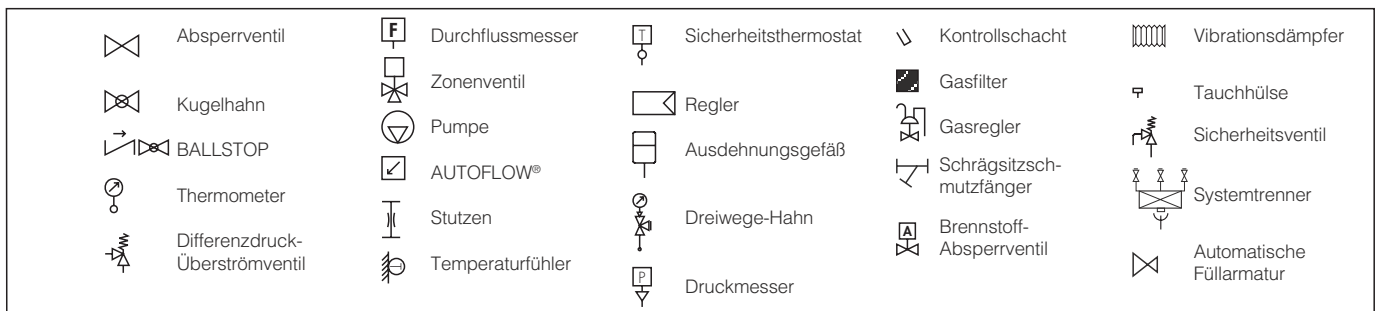 Absperrventil
Kugelhahn
BALLSTOP
Thermometer
Differenzdruck-
Überströmventil
F
Durchflussmesser
Zonenventil
Pumpe
AUTOFLOW®
Stutzen
Temperaturfühler
T
Sicherheitsthermostat
Regler
Ausdehnungsgefäß
Dreiwege-Hahn
P
Druckmesser
Kontrollschacht
Gasfilter
Gasregler
Schrägsitzsch-
mutzfänger
A
Brennstoff-
Absperrventil
Vibrationsdämpfer
Tauchhülse
Sicherheitsventil
Systemtrenner
Automatische
Füllarmatur